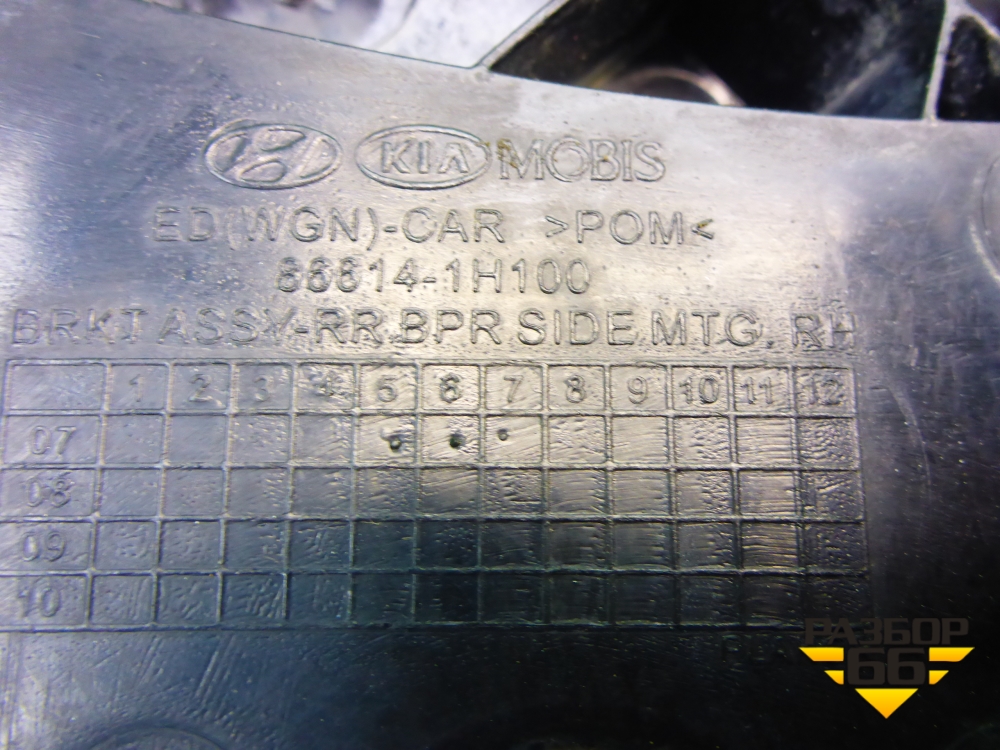 KIA MOBIS
ED(WGN)-CAR >POM<
86614-1H100
BRKT ASSY-RR.BPR SIDE.MTG, RH
1 2 3 4 5 6 7 8 9 10 11 12
07
08
09
10
РАЗБОР
66